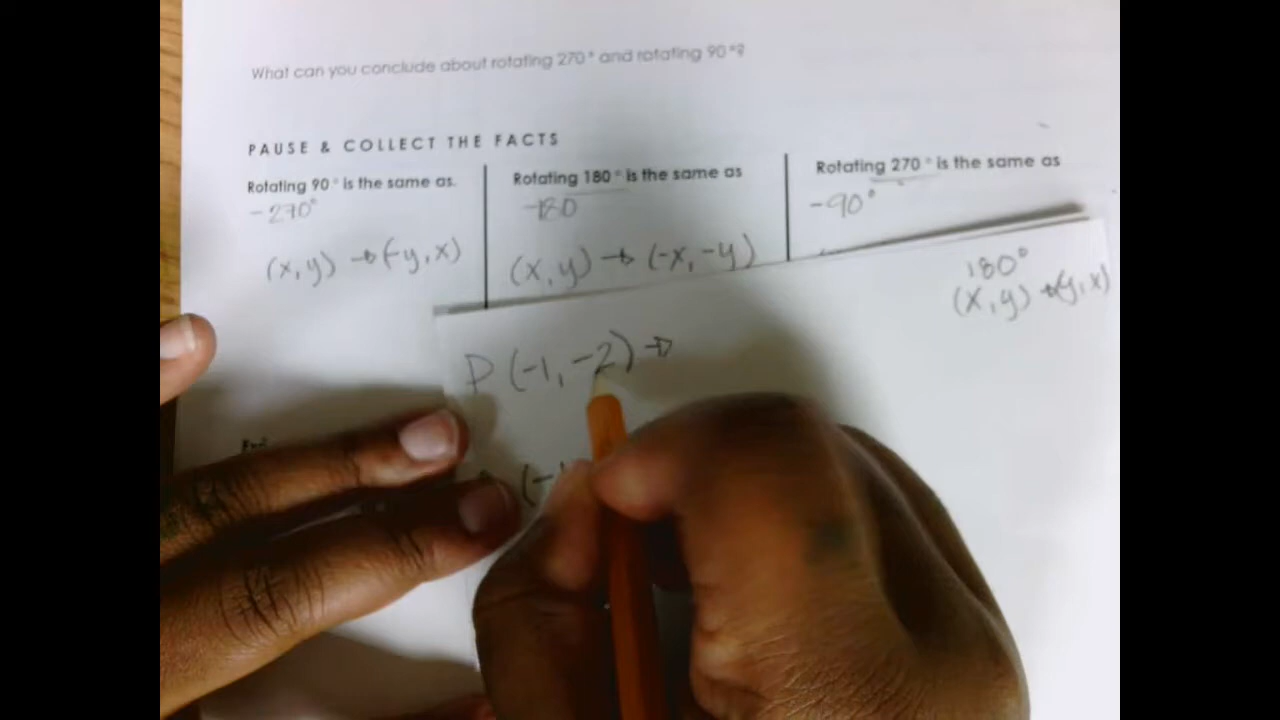 What can you conclude about rotating 270° and rotating 90°?
PAUSE & COLLECT THE FACTS
Rotating 90° is the same as.
-270°
(x,y) → (-y,x)
Rotating 180° is the same as
-180
(x,y) → (-x,-y)
Rotating 270° is the same as
-90°
180°
(x,y) → (y,x)
P (-1,-2) →
(-1